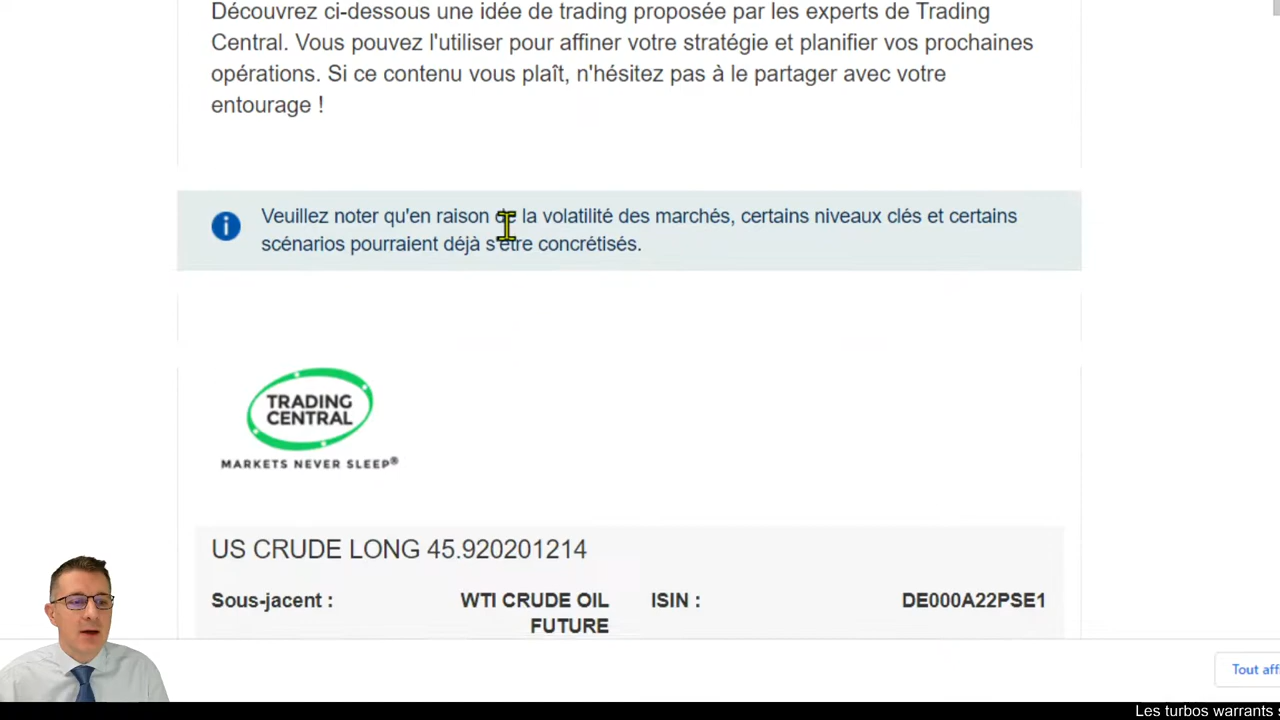 Découvrez ci-dessous une idée de trading proposée par les experts de Trading
Central. Vous pouvez l'utiliser pour affiner votre stratégie et planifier vos prochaines
opérations. Si ce contenu vous plaît, n'hésitez pas à le partager avec votre
entourage !
Veuillez noter qu'en raison de la volatilité des marchés, certains niveaux clés et certains
scénarios pourraient déjà s'être concrétisés.
TRADING
CENTRAL
MARKETS NEVER SLEEP®
US CRUDE LONG 45.920201214
Sous-jacent : WTI CRUDE OIL ISIN : DE000A22PSE1
FUTURE
Tout aff
Les turbos warrants s